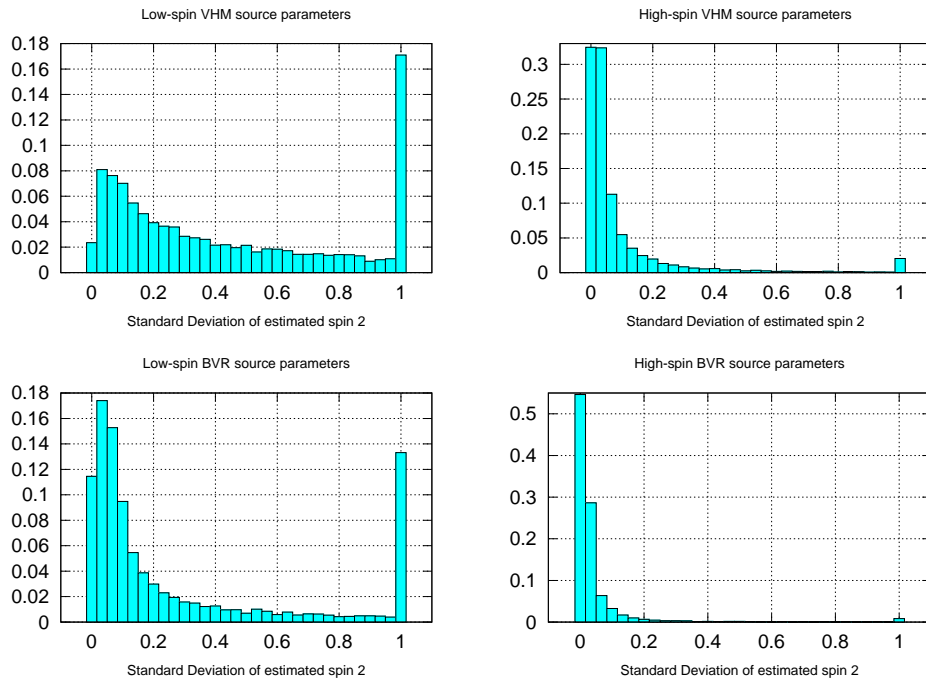 Low-spin VHM source parameters
0.18
0.16
0.14
0.12
0.1
0.08
0.06
0.04
0.02
0
0 0.2 0.4 0.6 0.8 1
Standard Deviation of estimated spin 2
High-spin VHM source parameters
0.3
0.25
0.2
0.15
0.1
0.05
0
0 0.2 0.4 0.6 0.8 1
Standard Deviation of estimated spin 2
Low-spin BVR source parameters
0.18
0.16
0.14
0.12
0.1
0.08
0.06
0.04
0.02
0
0 0.2 0.4 0.6 0.8 1
Standard Deviation of estimated spin 2
High-spin BVR source parameters
0.5
0.4
0.3
0.2
0.1
0
0 0.2 0.4 0.6 0.8 1
Standard Deviation of estimated spin 2